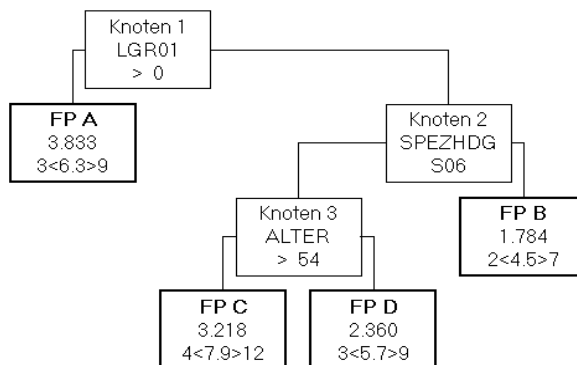 Knoten 1
LGR01
> 0
FP A
3.833
3<6.3>9
Knoten 2
SPEZHDG
S06
Knoten 3
ALTER
> 54
FP B
1.784
2<4.5>7
FP C
3.218
4<7.9>12
FP D
2.360
3<5.7>9